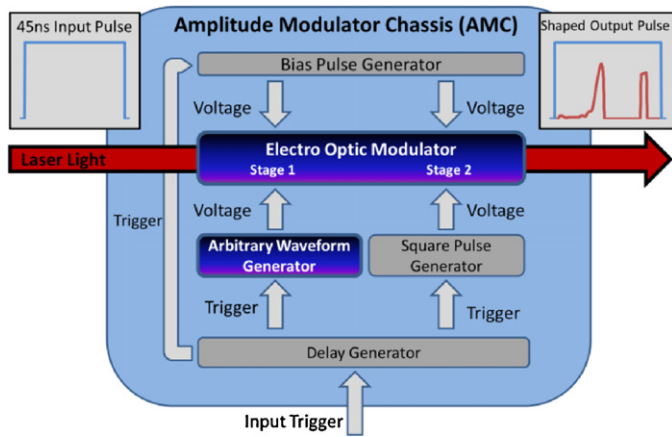 45ns Input Pulse
Amplitude Modulator Chassis (AMC)
Shaped Output Pulse
Bias Pulse Generator
Voltage
Voltage
Laser Light
Electro Optic Modulator
Stage 1
Stage 2
Trigger
Voltage
Voltage
Arbitrary Waveform
Generator
Square Pulse
Generator
Trigger
Trigger
Delay Generator
Input Trigger